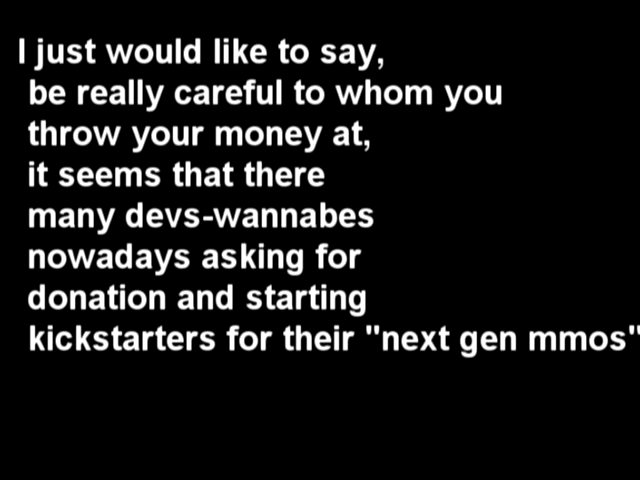 I just would like to say,
be really careful to whom you
throw your money at,
it seems that there
many devs-wannabes
nowadays asking for
donation and starting
kickstarters for their "next gen mmos"